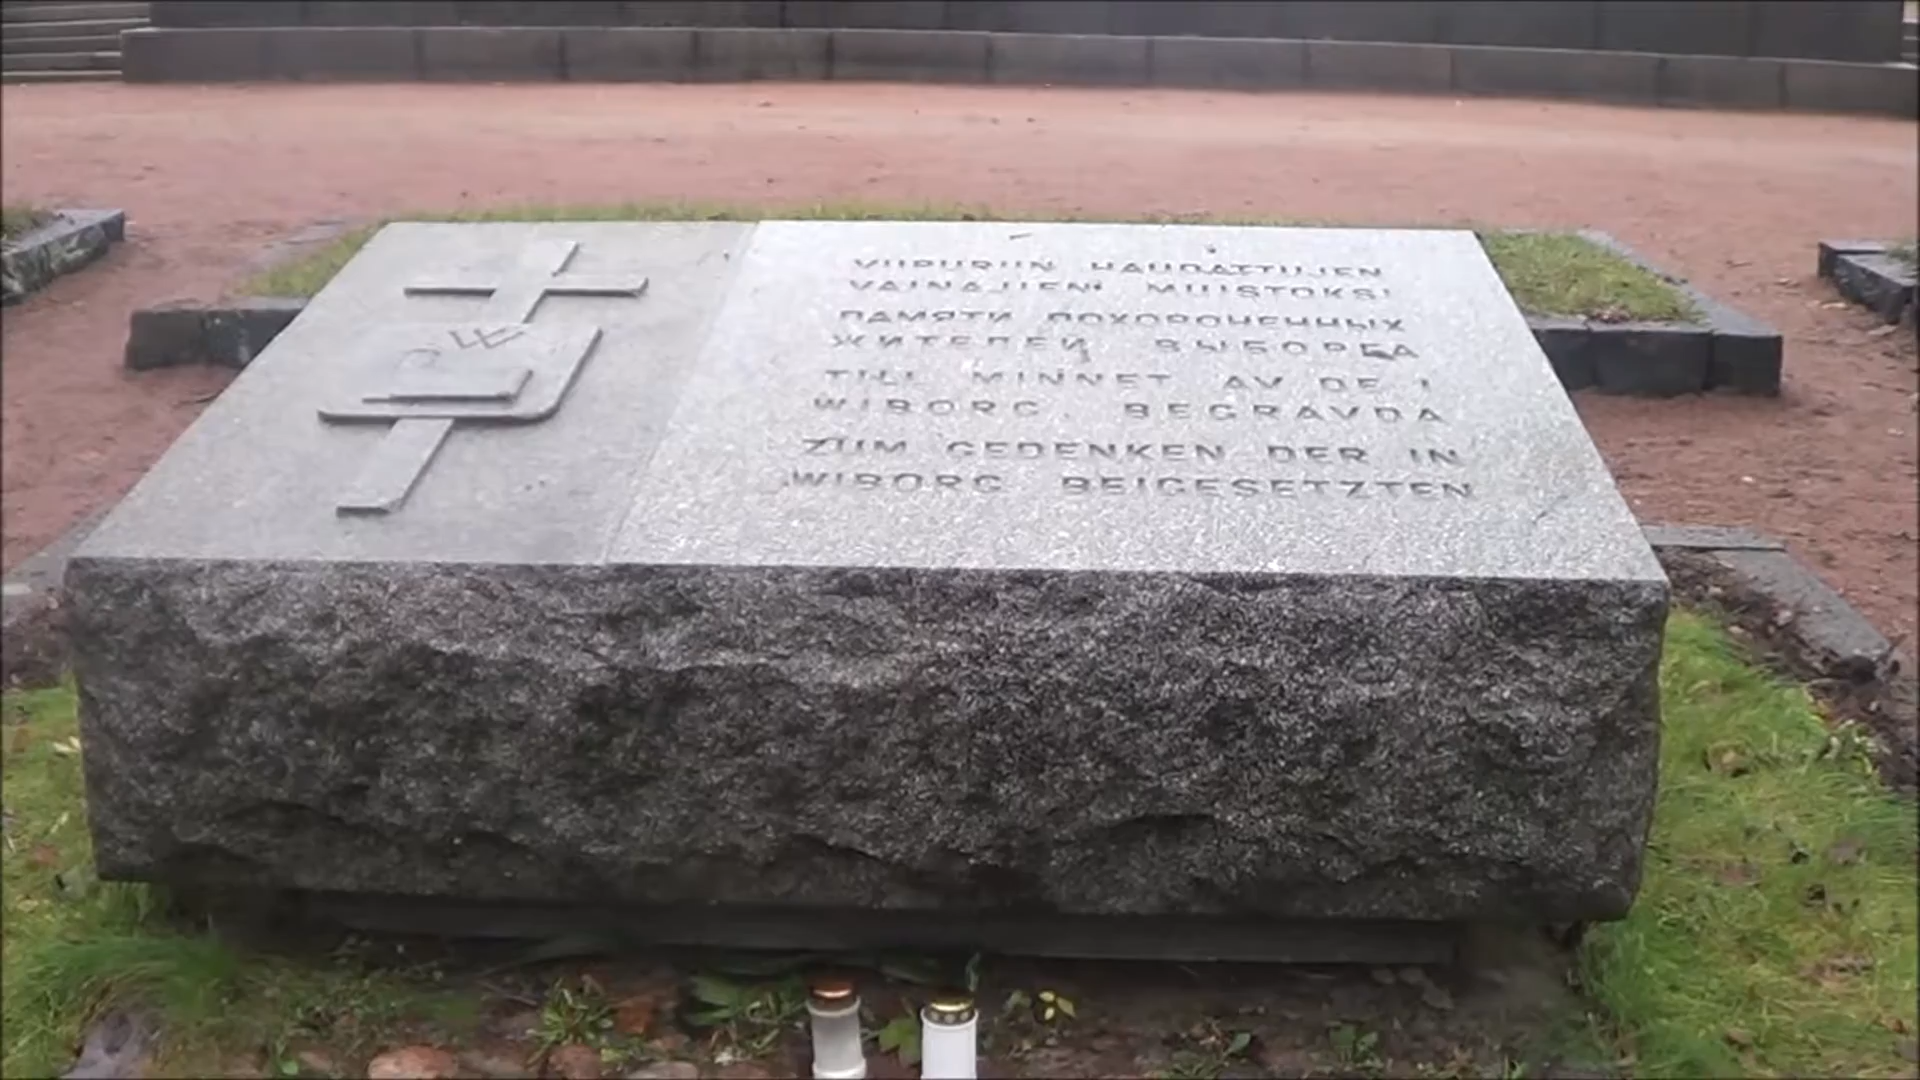 W
VIIPURIIN HAUDATTUJEN
VAINAJIEN MUISTOKSI
ПАМЯТИ ПОХОРОНЕННЫХ
ЖИТЕЛЕЙ ВЫБОРГА
TILL MINNET AV DE I
WIBORG BEGRAVDA
ZUM GEDENKEN DER IN
WIBORG BEIGESETZTEN